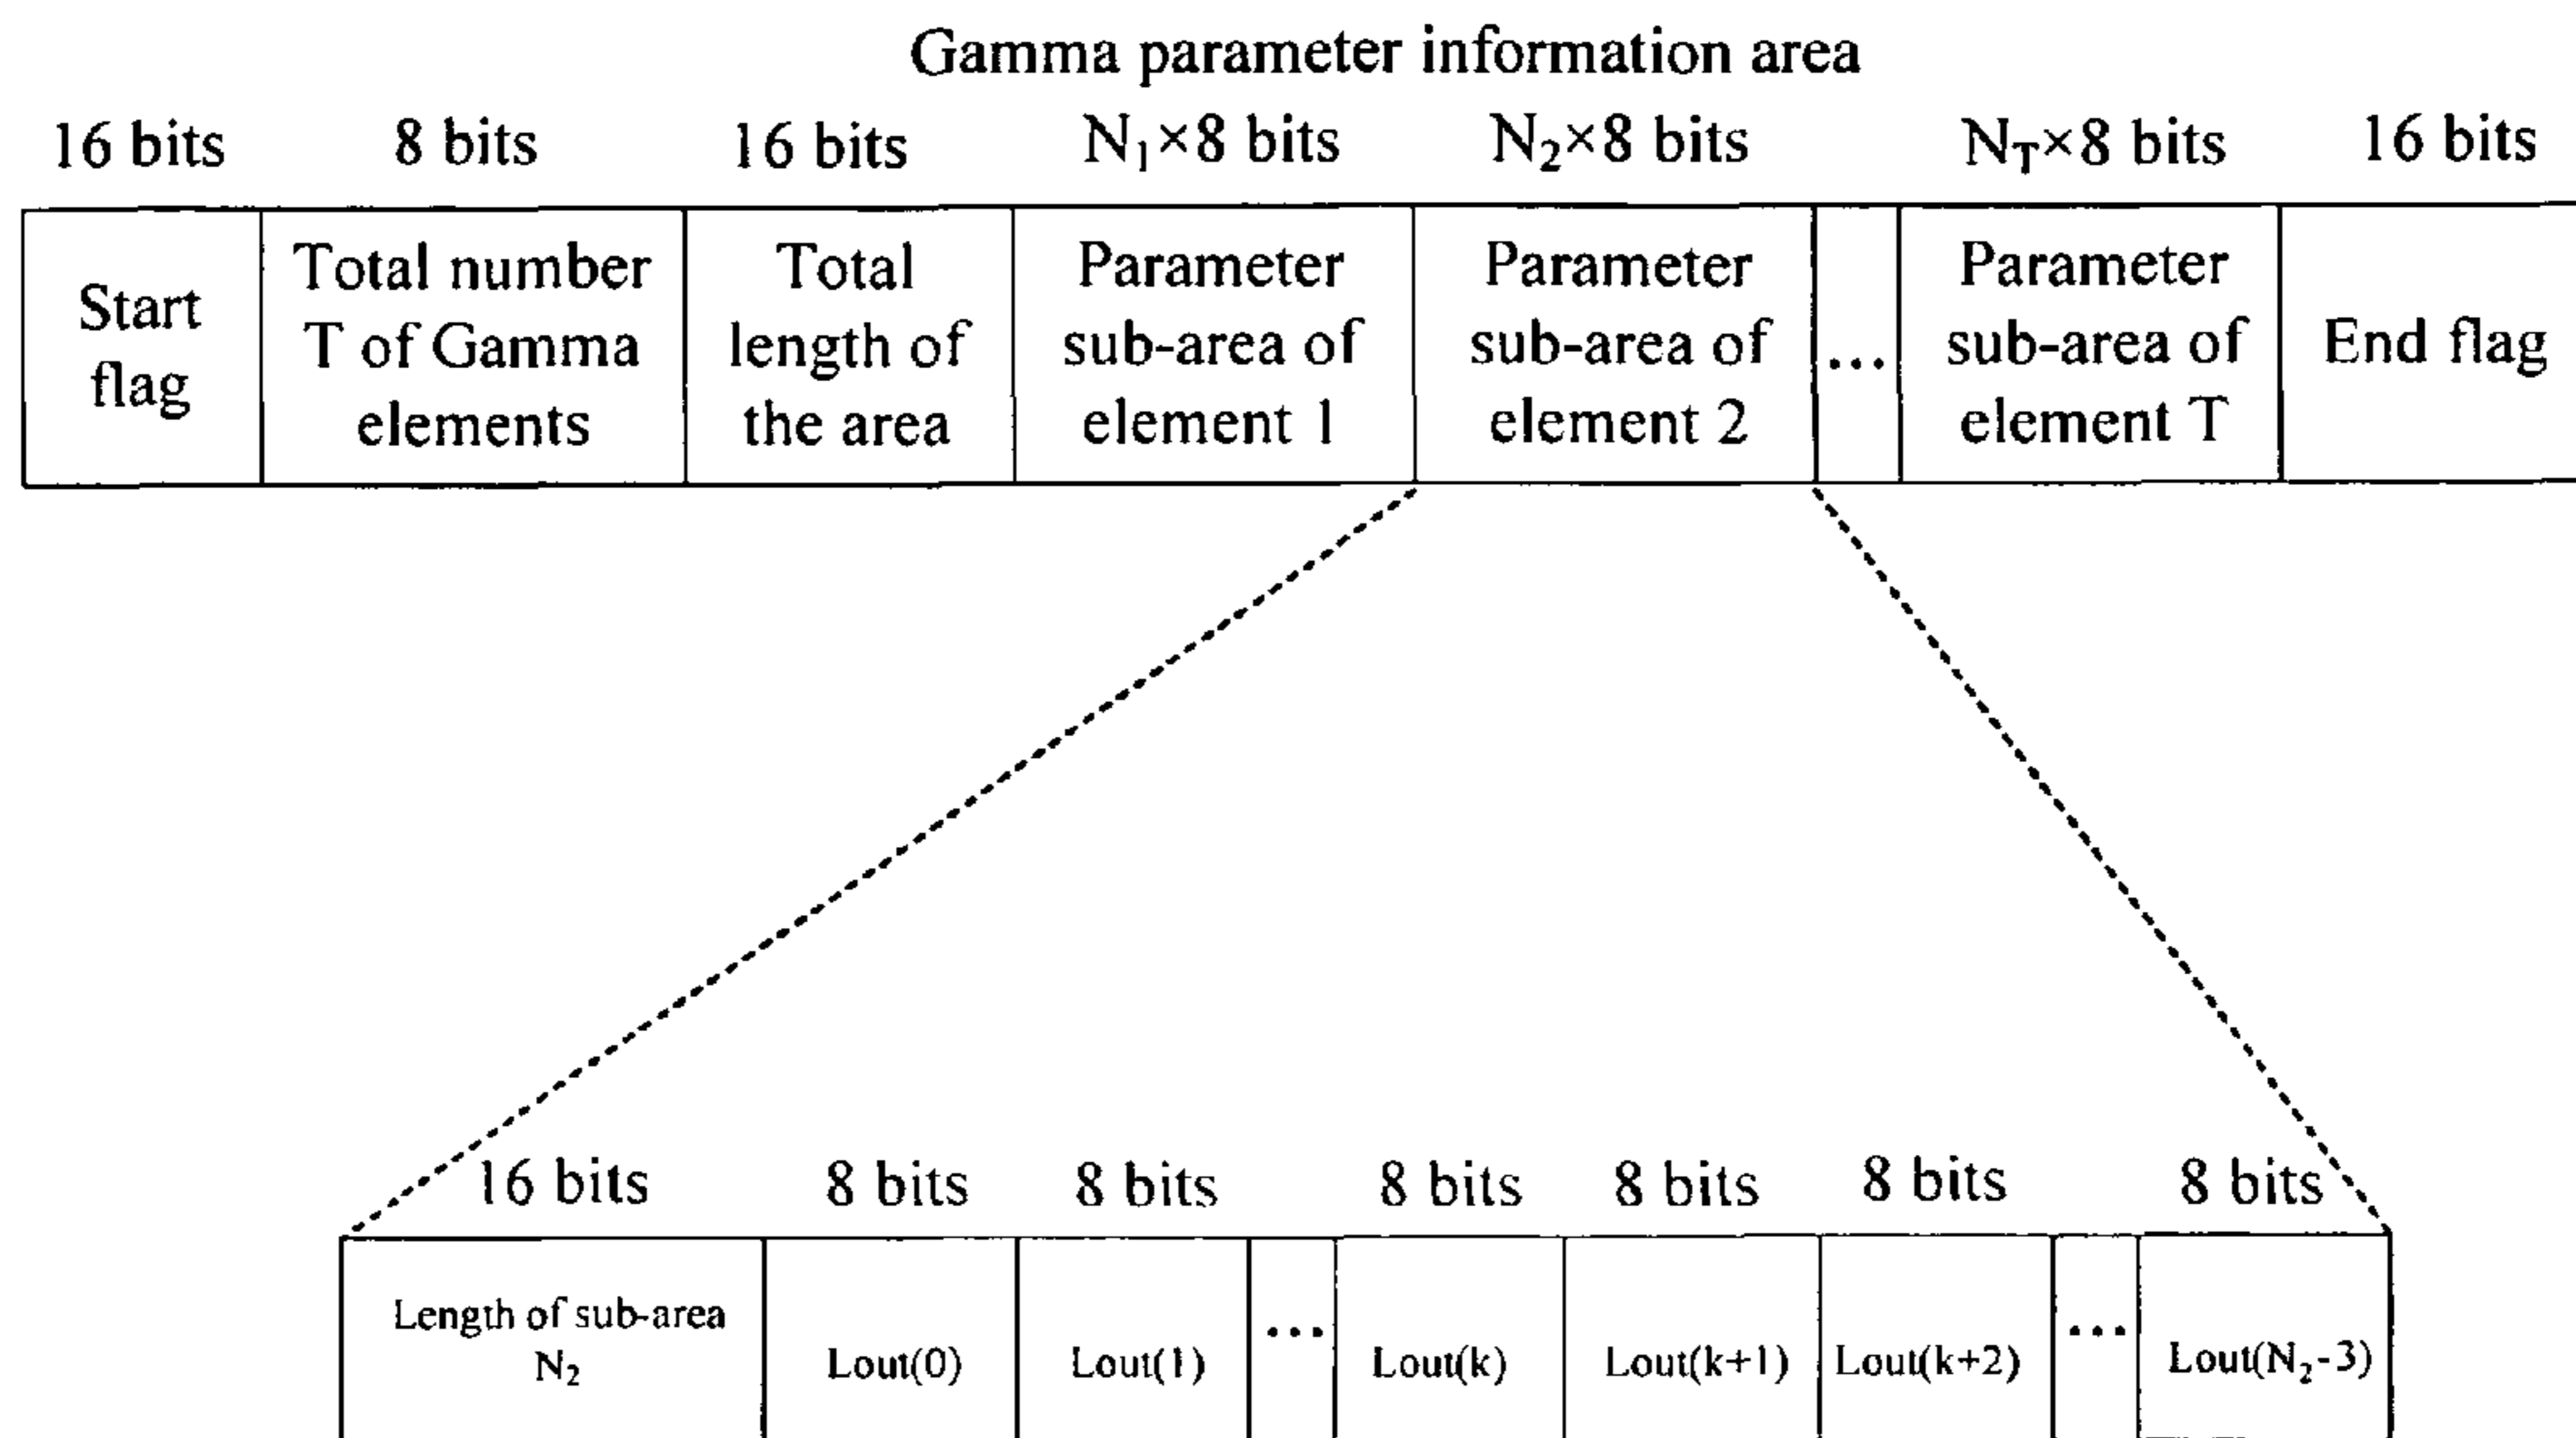 Gamma parameter information area
16 bits 8 bits 16 bits N₁×8 bits N₂×8 bits N_T×8 bits 16 bits
Start flag
Total number T of Gamma elements
Total length of the area
Parameter sub-area of element 1
Parameter sub-area of element 2
...
Parameter sub-area of element T
End flag
16 bits 8 bits 8 bits 8 bits 8 bits 8 bits 8 bits
Length of sub-area N₂
Lout(0)
Lout(1)
...
Lout(k)
Lout(k+1)
Lout(k+2)
...
Lout(N₂-3)